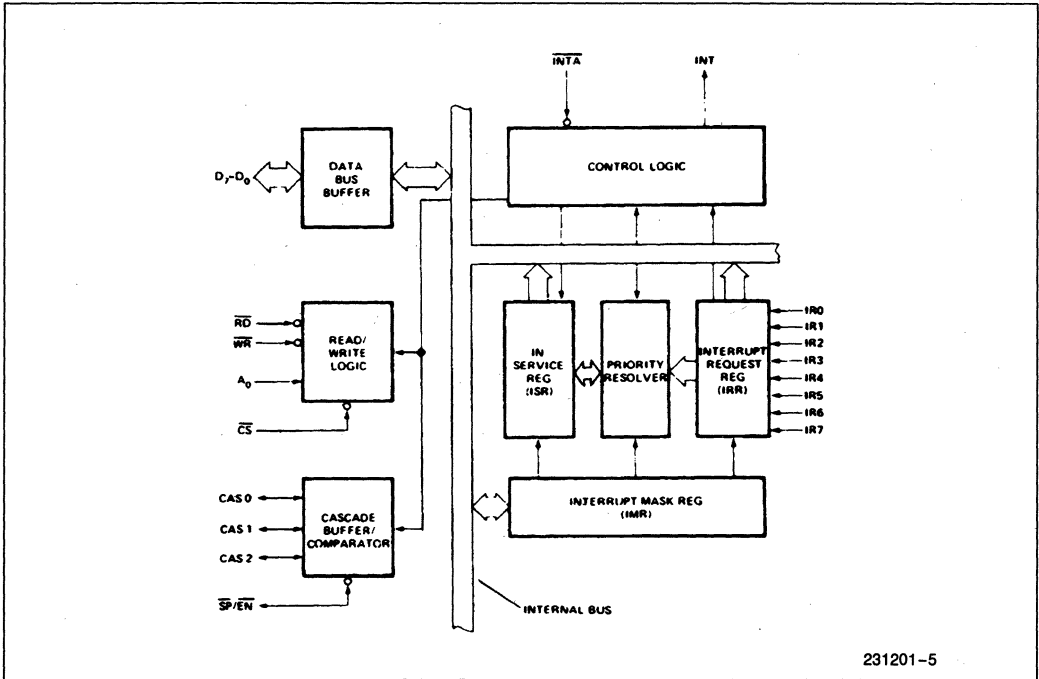 INTA
INT
DATA
BUS
BUFFER
D7-D0
CONTROL LOGIC
RD
WR
A0
CS
READ/
WRITE
LOGIC
IN
SERVICE
REG
(ISR)
PRIORITY
RESOLVER
INTERRUPT
REQUEST
REG
(IRR)
IR0
IR1
IR2
IR3
IR4
IR5
IR6
IR7
CAS 0
CAS 1
CAS 2
SP/EN
CASCADE
BUFFER/
COMPARATOR
INTERRUPT MASK REG
(IMR)
INTERNAL BUS
231201-5